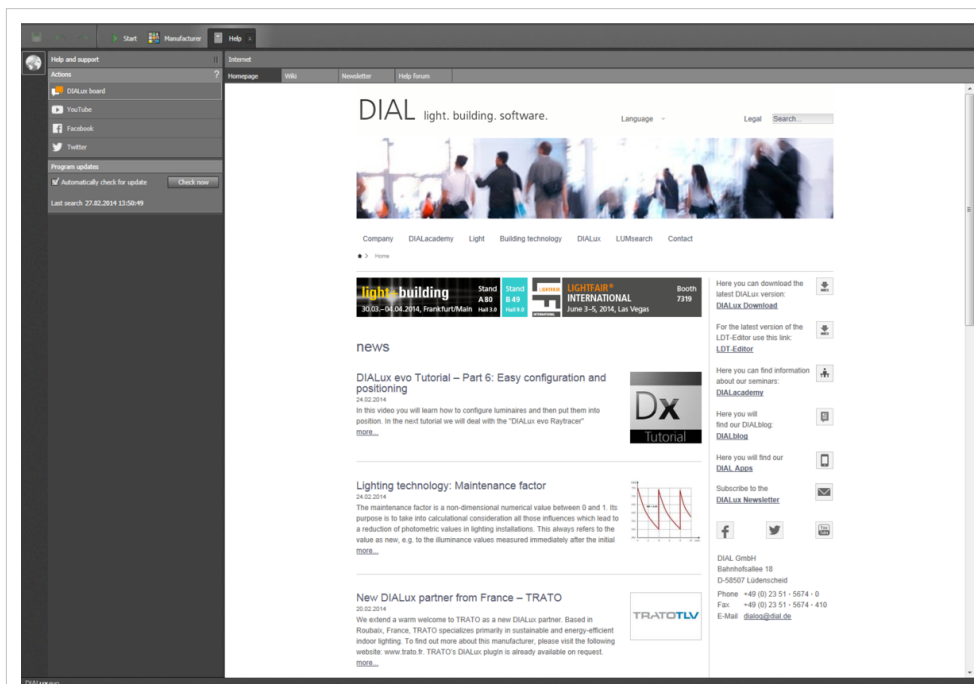 Start
Manufacturer
Help
Help and support
Internet
Actions
?
Homepage
Wiki
Newsletter
Help forum
DIALux board
YouTube
Facebook
Twitter
Program updates
Automatically check for update
Check now
Last search 27.02.2014 13:50:49
DIAL light. building. software.
Language
Legal
Search...
Company
DIALacademy
Light
Building technology
DIALux
LUMsearch
Contact
Home
light+building
30.03.–04.04.2014, Frankfurt/Main
Stand
A 80
Hall 3.0
Stand
B 49
Hall 9.0
LIGHTFAIR
INTERNATIONAL
LIGHTFAIR®
INTERNATIONAL
June 3–5, 2014, Las Vegas
Booth
7319
news
DIALux evo Tutorial – Part 6: Easy configuration and
positioning
24.02.2014
In this video you will learn how to configure luminaires and then put them into
position. In the next tutorial we will deal with the "DIALux evo Raytracer"
more...
Dx
Tutorial
Lighting technology: Maintenance factor
24.02.2014
The maintenance factor is a non-dimensional numerical value between 0 and 1. Its
purpose is to take into calculational consideration all those influences which lead to
a reduction of photometric values in lighting installations. This always refers to the
value as new, e.g. to the illuminance values measured immediately after the initial
more...
New DIALux partner from France – TRATO
20.02.2014
We extend a warm welcome to TRATO as a new DIALux partner. Based in
Roubaix, France, TRATO specializes primarily in sustainable and energy-efficient
indoor lighting. To find out more about this manufacturer, please visit the following
website: www.trato.fr. TRATO's DIALux plugin is already available on request.
more...
TRATOTLV
Here you can download the
latest DIALux version:
DIALux Download
For the latest version of the
LDT-Editor use this link:
LDT-Editor
Here you can find information
about our seminars:
DIALacademy
Here you will
find our DIALblog:
DIALblog
Here you will find our
DIAL Apps
Subscribe to the
DIALux Newsletter
DIAL GmbH
Bahnhofsallee 18
D-58507 Lüdenscheid
Phone +49 (0) 23 51 - 5674 - 0
Fax +49 (0) 23 51 - 5674 - 410
E-Mail dialog@dial.de
DIALux evo